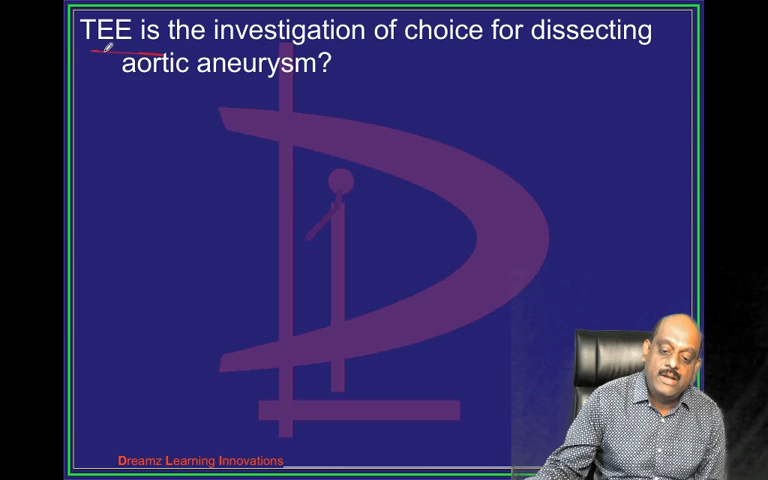 TEE is the investigation of choice for dissecting
aortic aneurysm?
Dreamz Learning Innovations